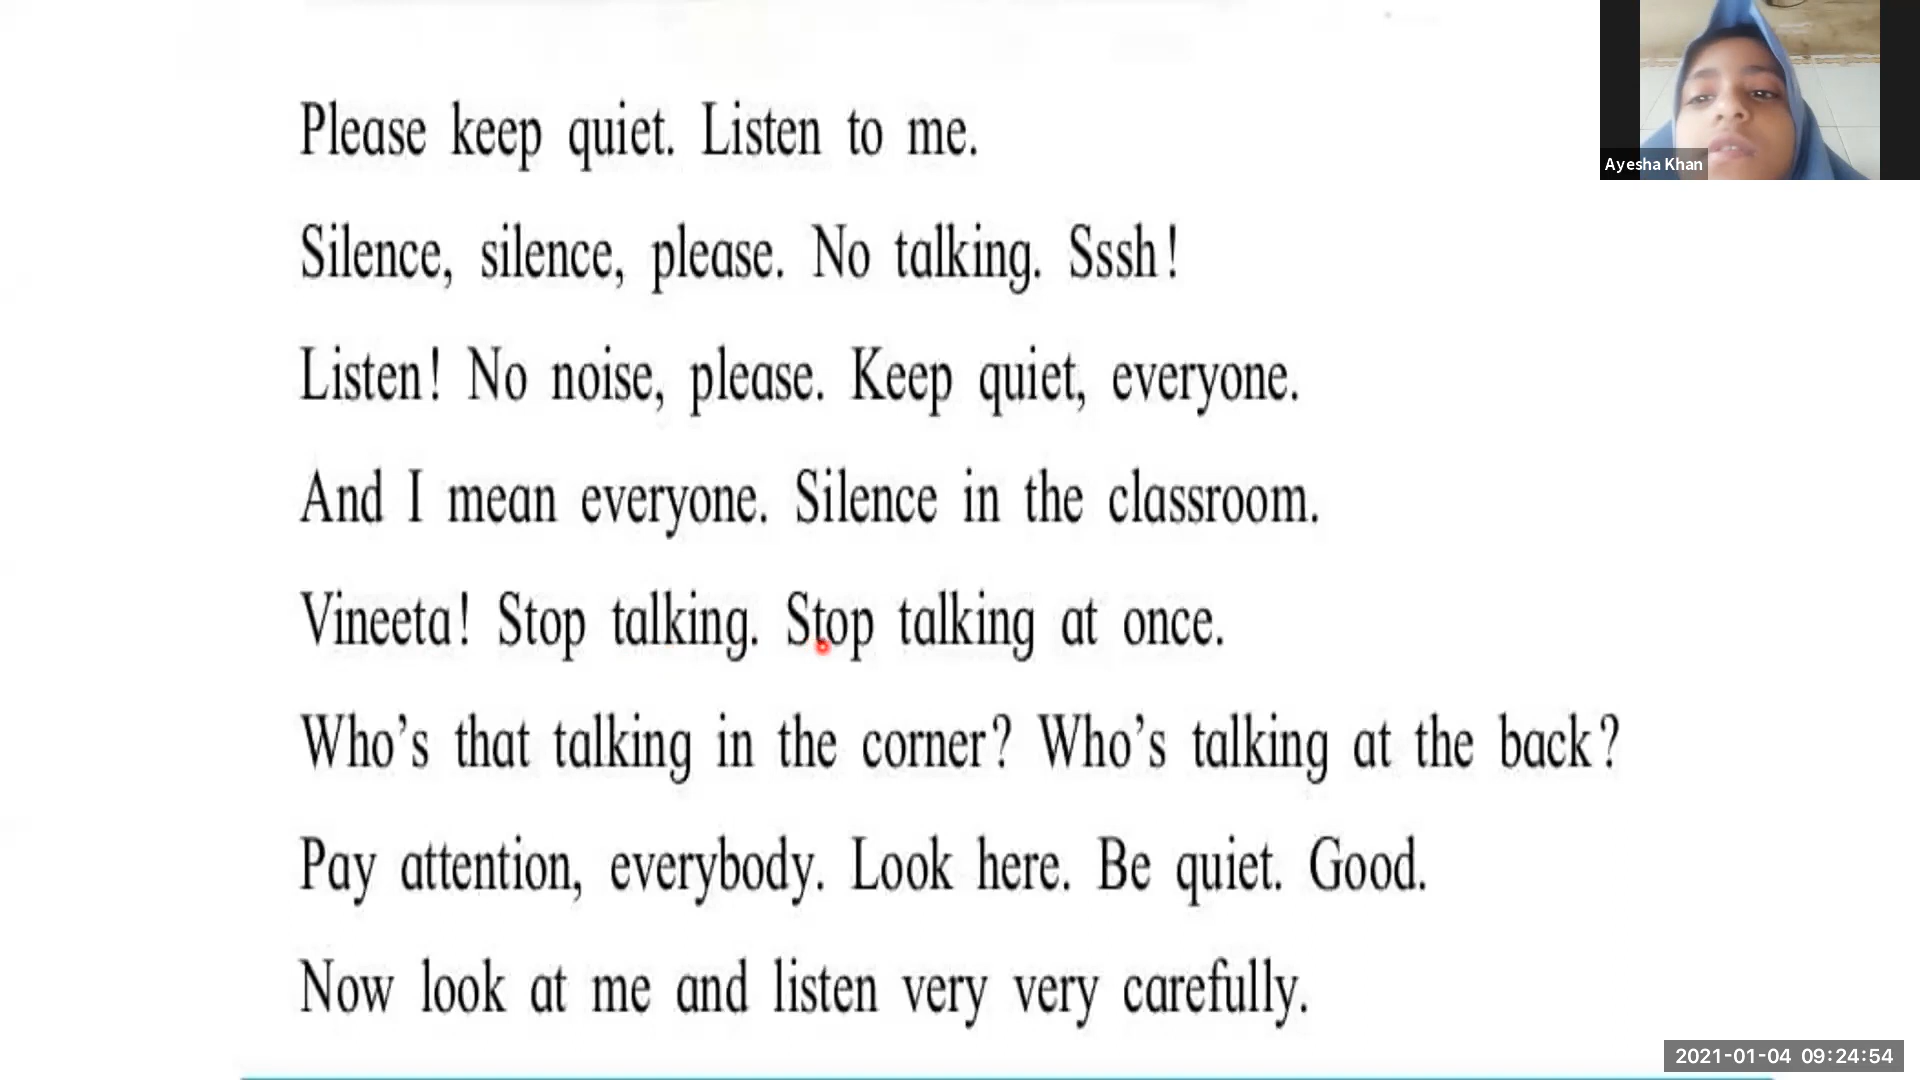 Please keep quiet. Listen to me.
Silence, silence, please. No talking. Sssh!
Listen! No noise, please. Keep quiet, everyone.
And I mean everyone. Silence in the classroom.
Vineeta! Stop talking. Stop talking at once.
Who's that talking in the corner? Who's talking at the back?
Pay attention, everybody. Look here. Be quiet. Good.
Now look at me and listen very very carefully.
Ayesha Khan
2021-01-04 09:24:54